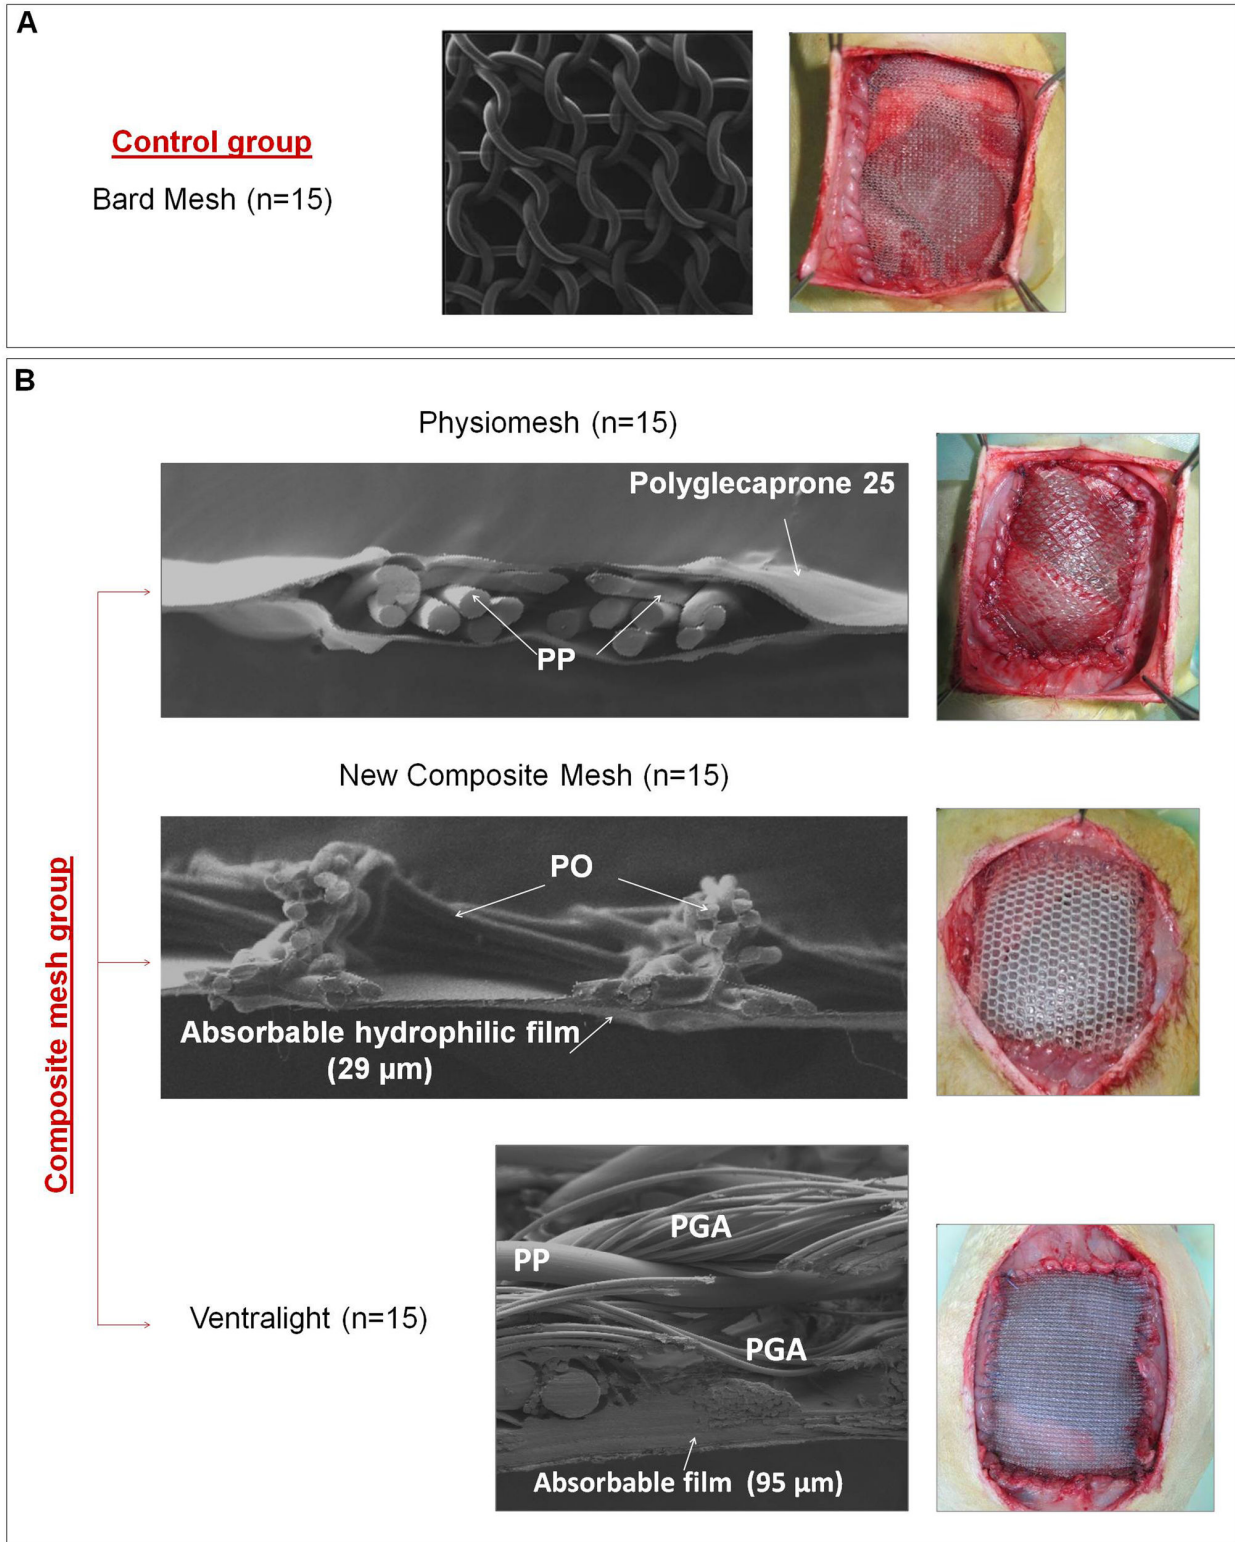 A
Control group
Bard Mesh (n=15)
B
Physiomesh (n=15)
Polyglecaprone 25
PP
New Composite Mesh (n=15)
PO
Absorbable hydrophilic film
(29 µm)
Composite mesh group
Ventralight (n=15)
PGA
PP
PGA
Absorbable film (95 µm)